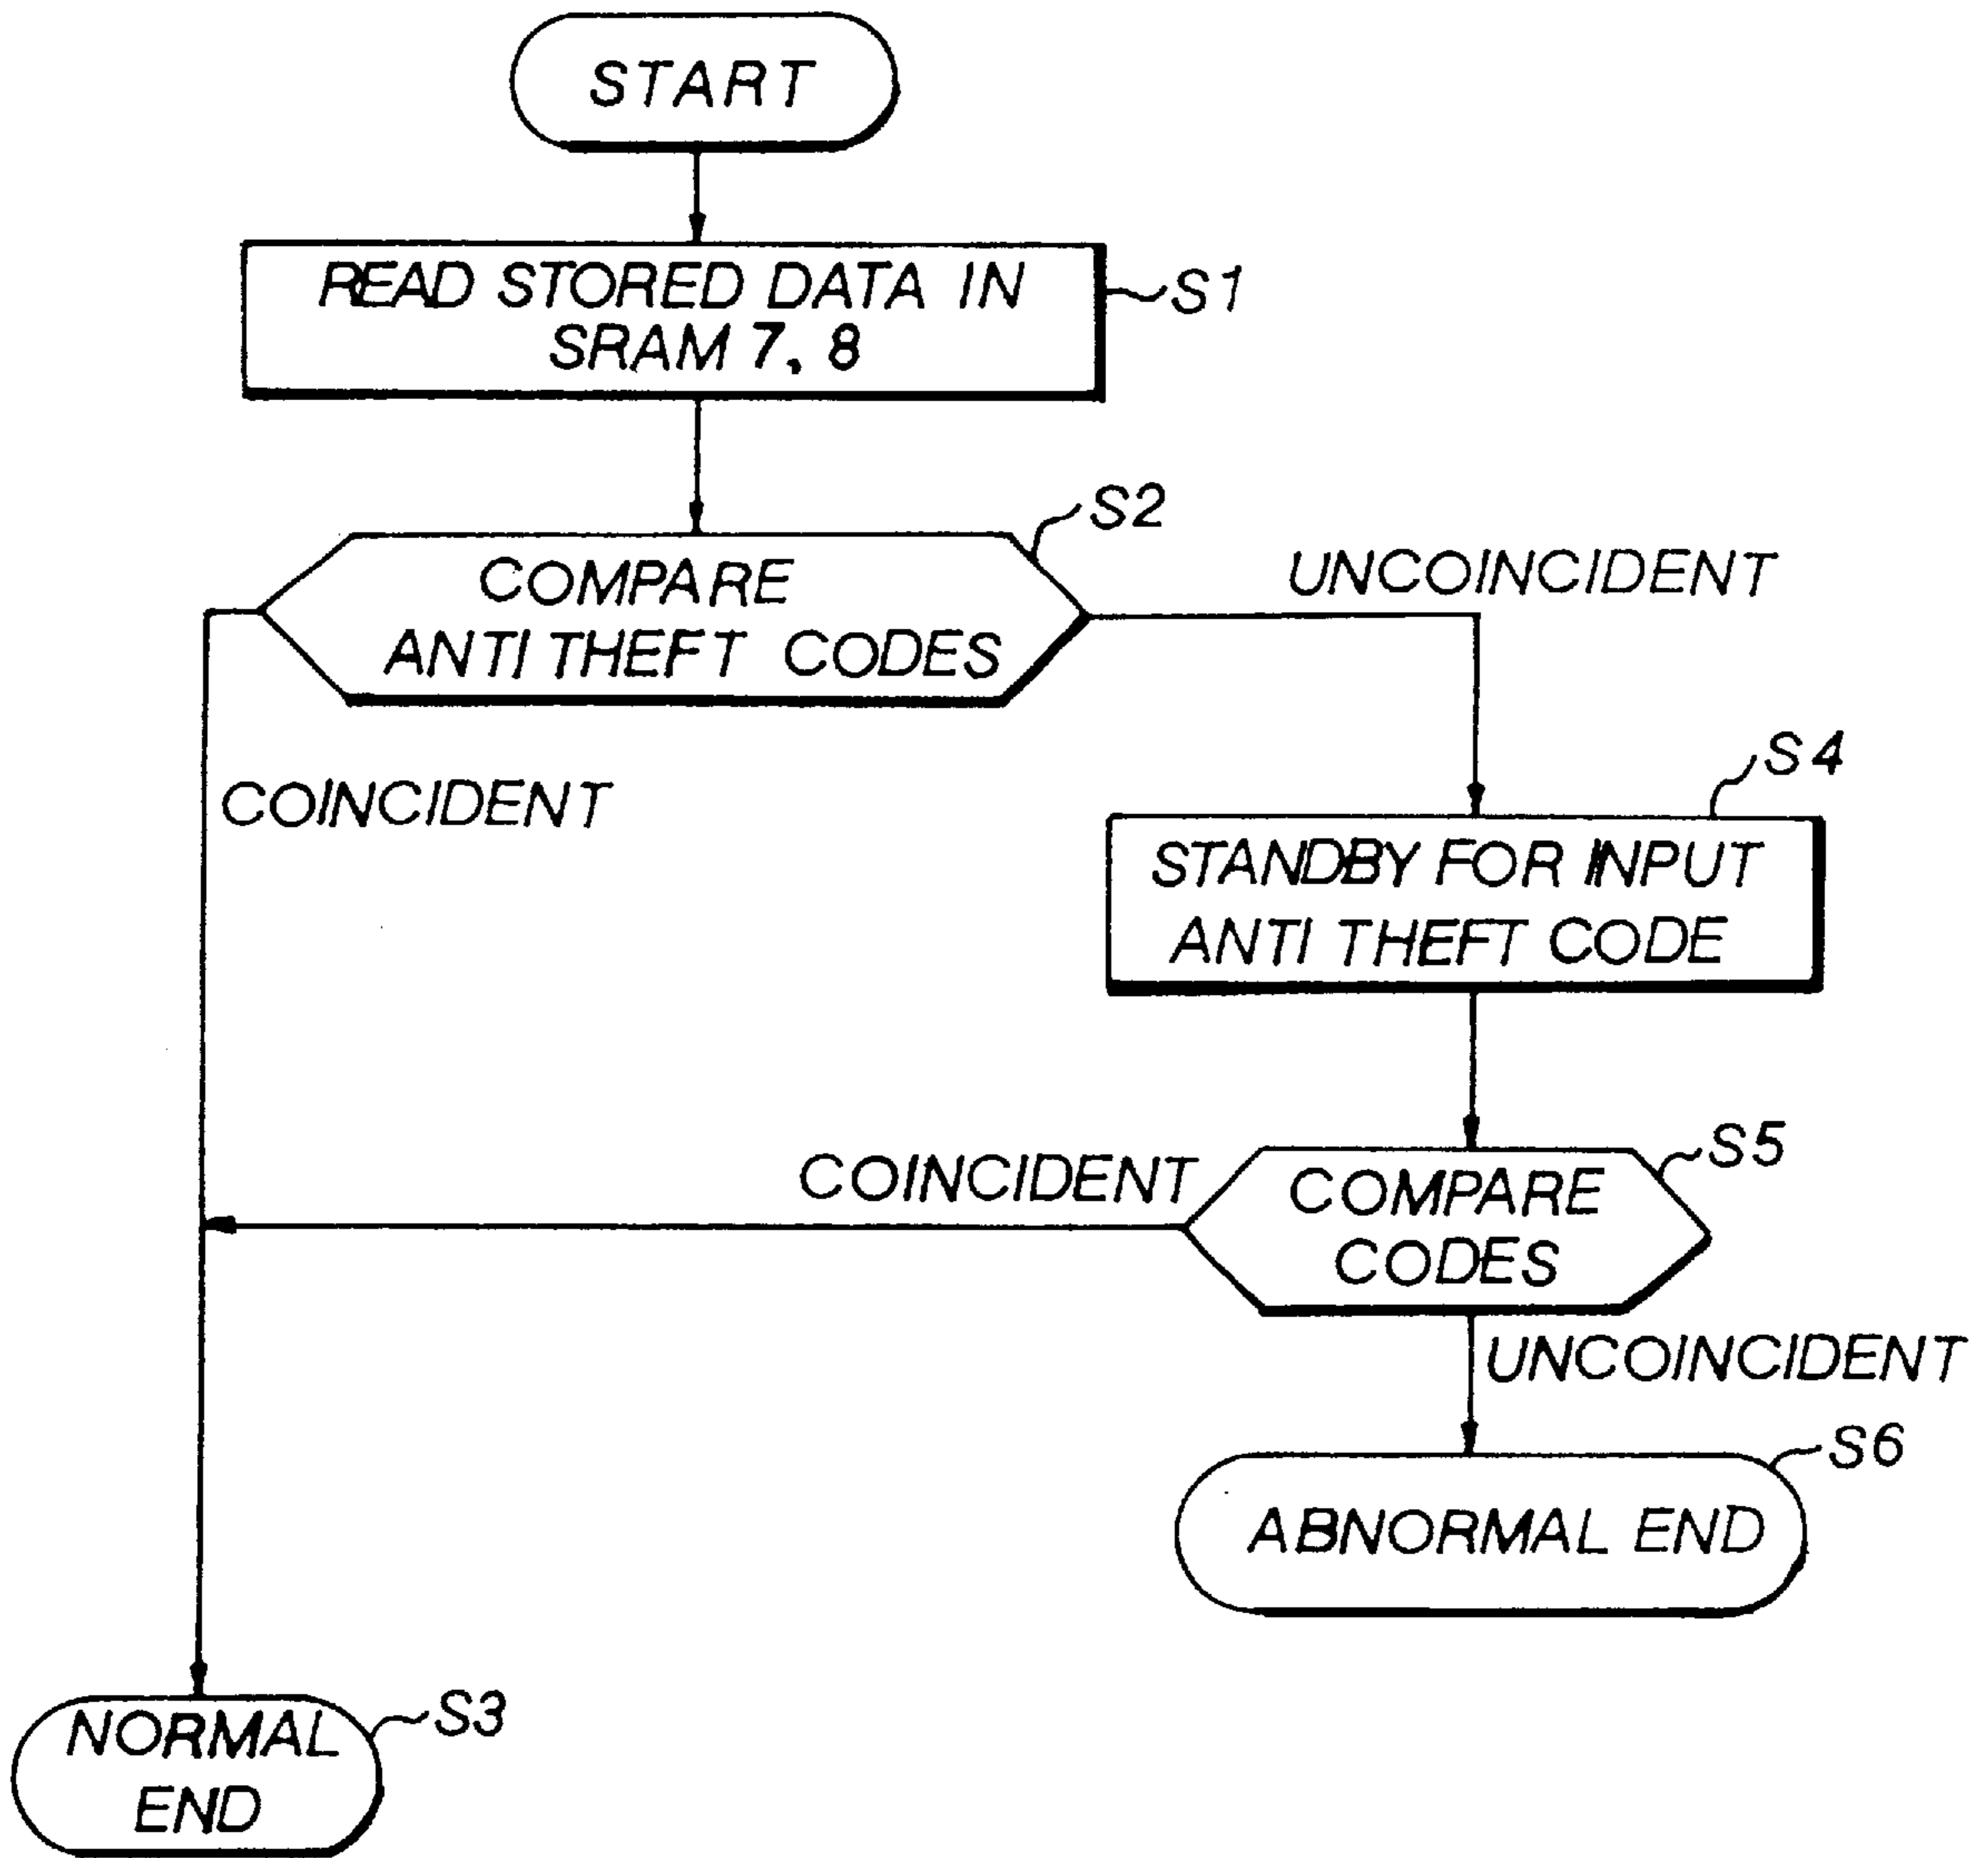 START
READ STORED DATA IN
SRAM 7, 8
S1
S2
COMPARE
ANTI THEFT CODES
UNCOINCIDENT
COINCIDENT
S4
STANDBY FOR INPUT
ANTI THEFT CODE
COINCIDENT
S5
COMPARE
CODES
UNCOINCIDENT
S6
ABNORMAL END
S3
NORMAL
END